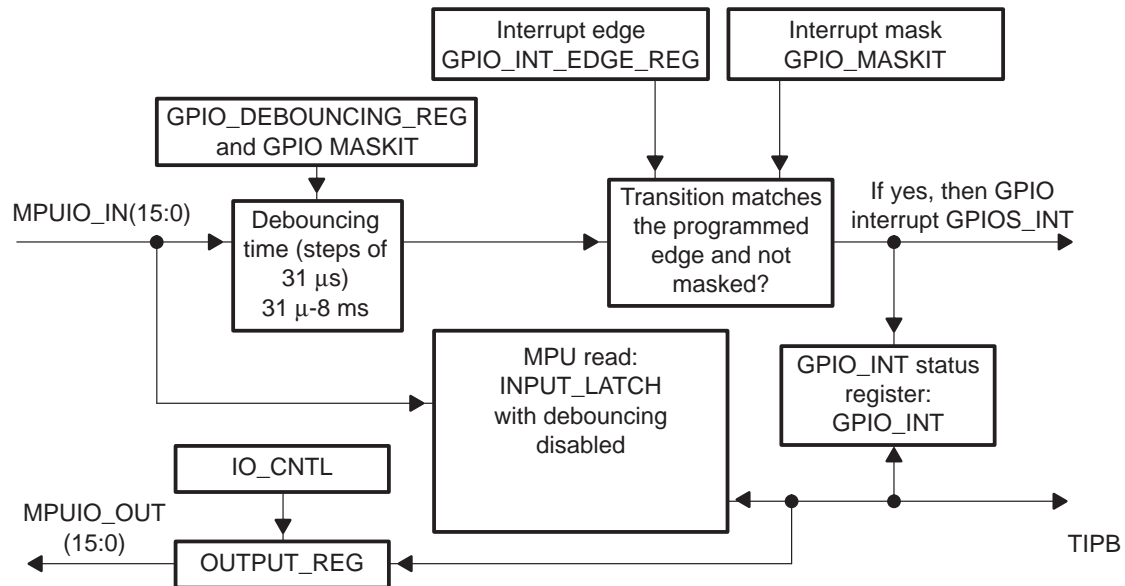 Interrupt edge
GPIO_INT_EDGE_REG
Interrupt mask
GPIO_MASKIT
GPIO_DEBOUNCING_REG
and GPIO MASKIT
MPUIO_IN(15:0)
Debouncing
time (steps of
31 μs)
31 μ-8 ms
Transition matches
the programmed
edge and not
masked?
If yes, then GPIO
interrupt GPIOS_INT
MPU read:
INPUT_LATCH
with debouncing
disabled
GPIO_INT status
register:
GPIO_INT
IO_CNTL
MPUIO_OUT
(15:0)
OUTPUT_REG
TIPB